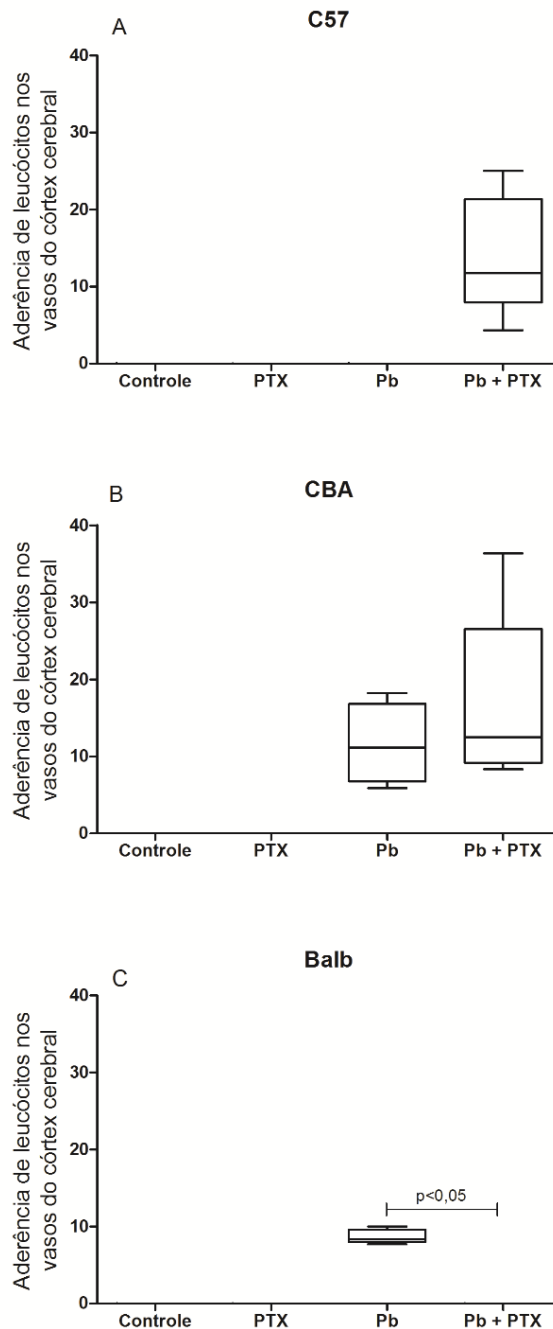 A
C57
Aderência de leucócitos nos
vasos do córtex cerebral
40
30
20
10
0
Controle PTX Pb Pb + PTX
B
CBA
Aderência de leucócitos nos
vasos do córtex cerebral
40
30
20
10
0
Controle PTX Pb Pb + PTX
C
Balb
Aderência de leucócitos nos
vasos do córtex cerebral
40
30
20
10
0
p<0,05
Controle PTX Pb Pb + PTX